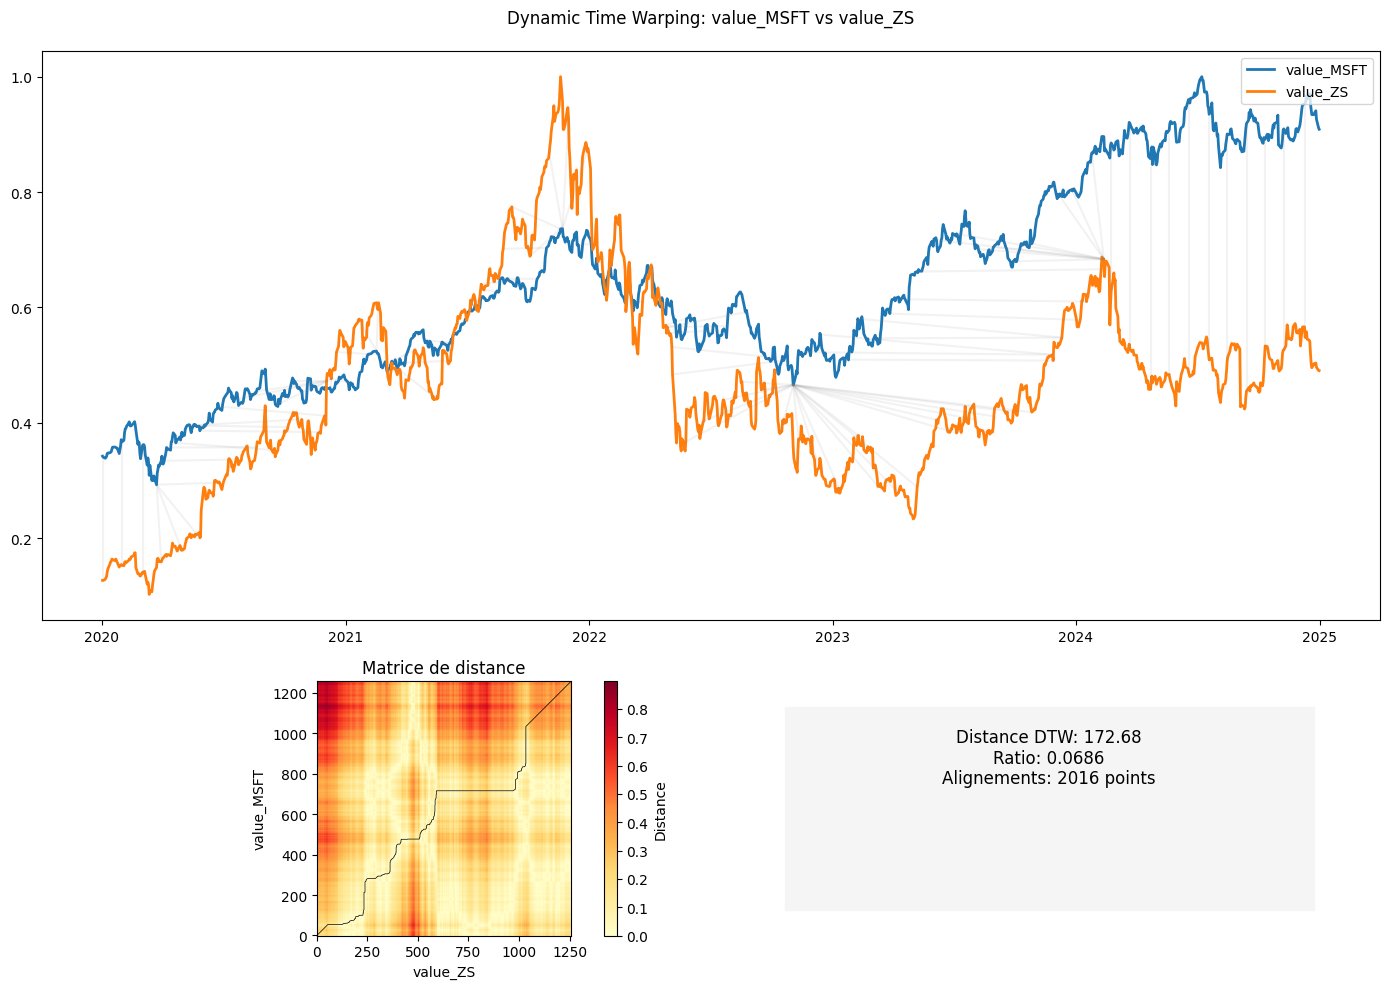 Dynamic Time Warping: value_MSFT vs value_ZS
1.0
0.8
0.6
0.4
0.2
value_MSFT
value_ZS
2020 2021 2022 2023 2024 2025
Matrice de distance
value_MSFT
1200
1000
800
600
400
200
0
0 250 500 750 1000 1250
value_ZS
0.8
0.7
0.6
0.5
0.4
0.3
0.2
0.1
0.0
Distance
Distance DTW: 172.68
Ratio: 0.0686
Alignements: 2016 points